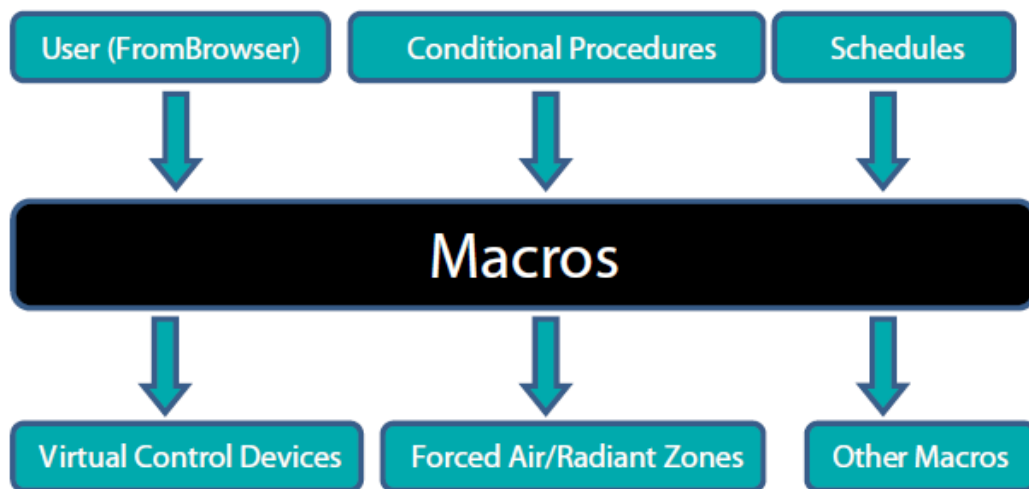 User (FromBrowser)
Conditional Procedures
Schedules
Macros
Virtual Control Devices
Forced Air/Radiant Zones
Other Macros